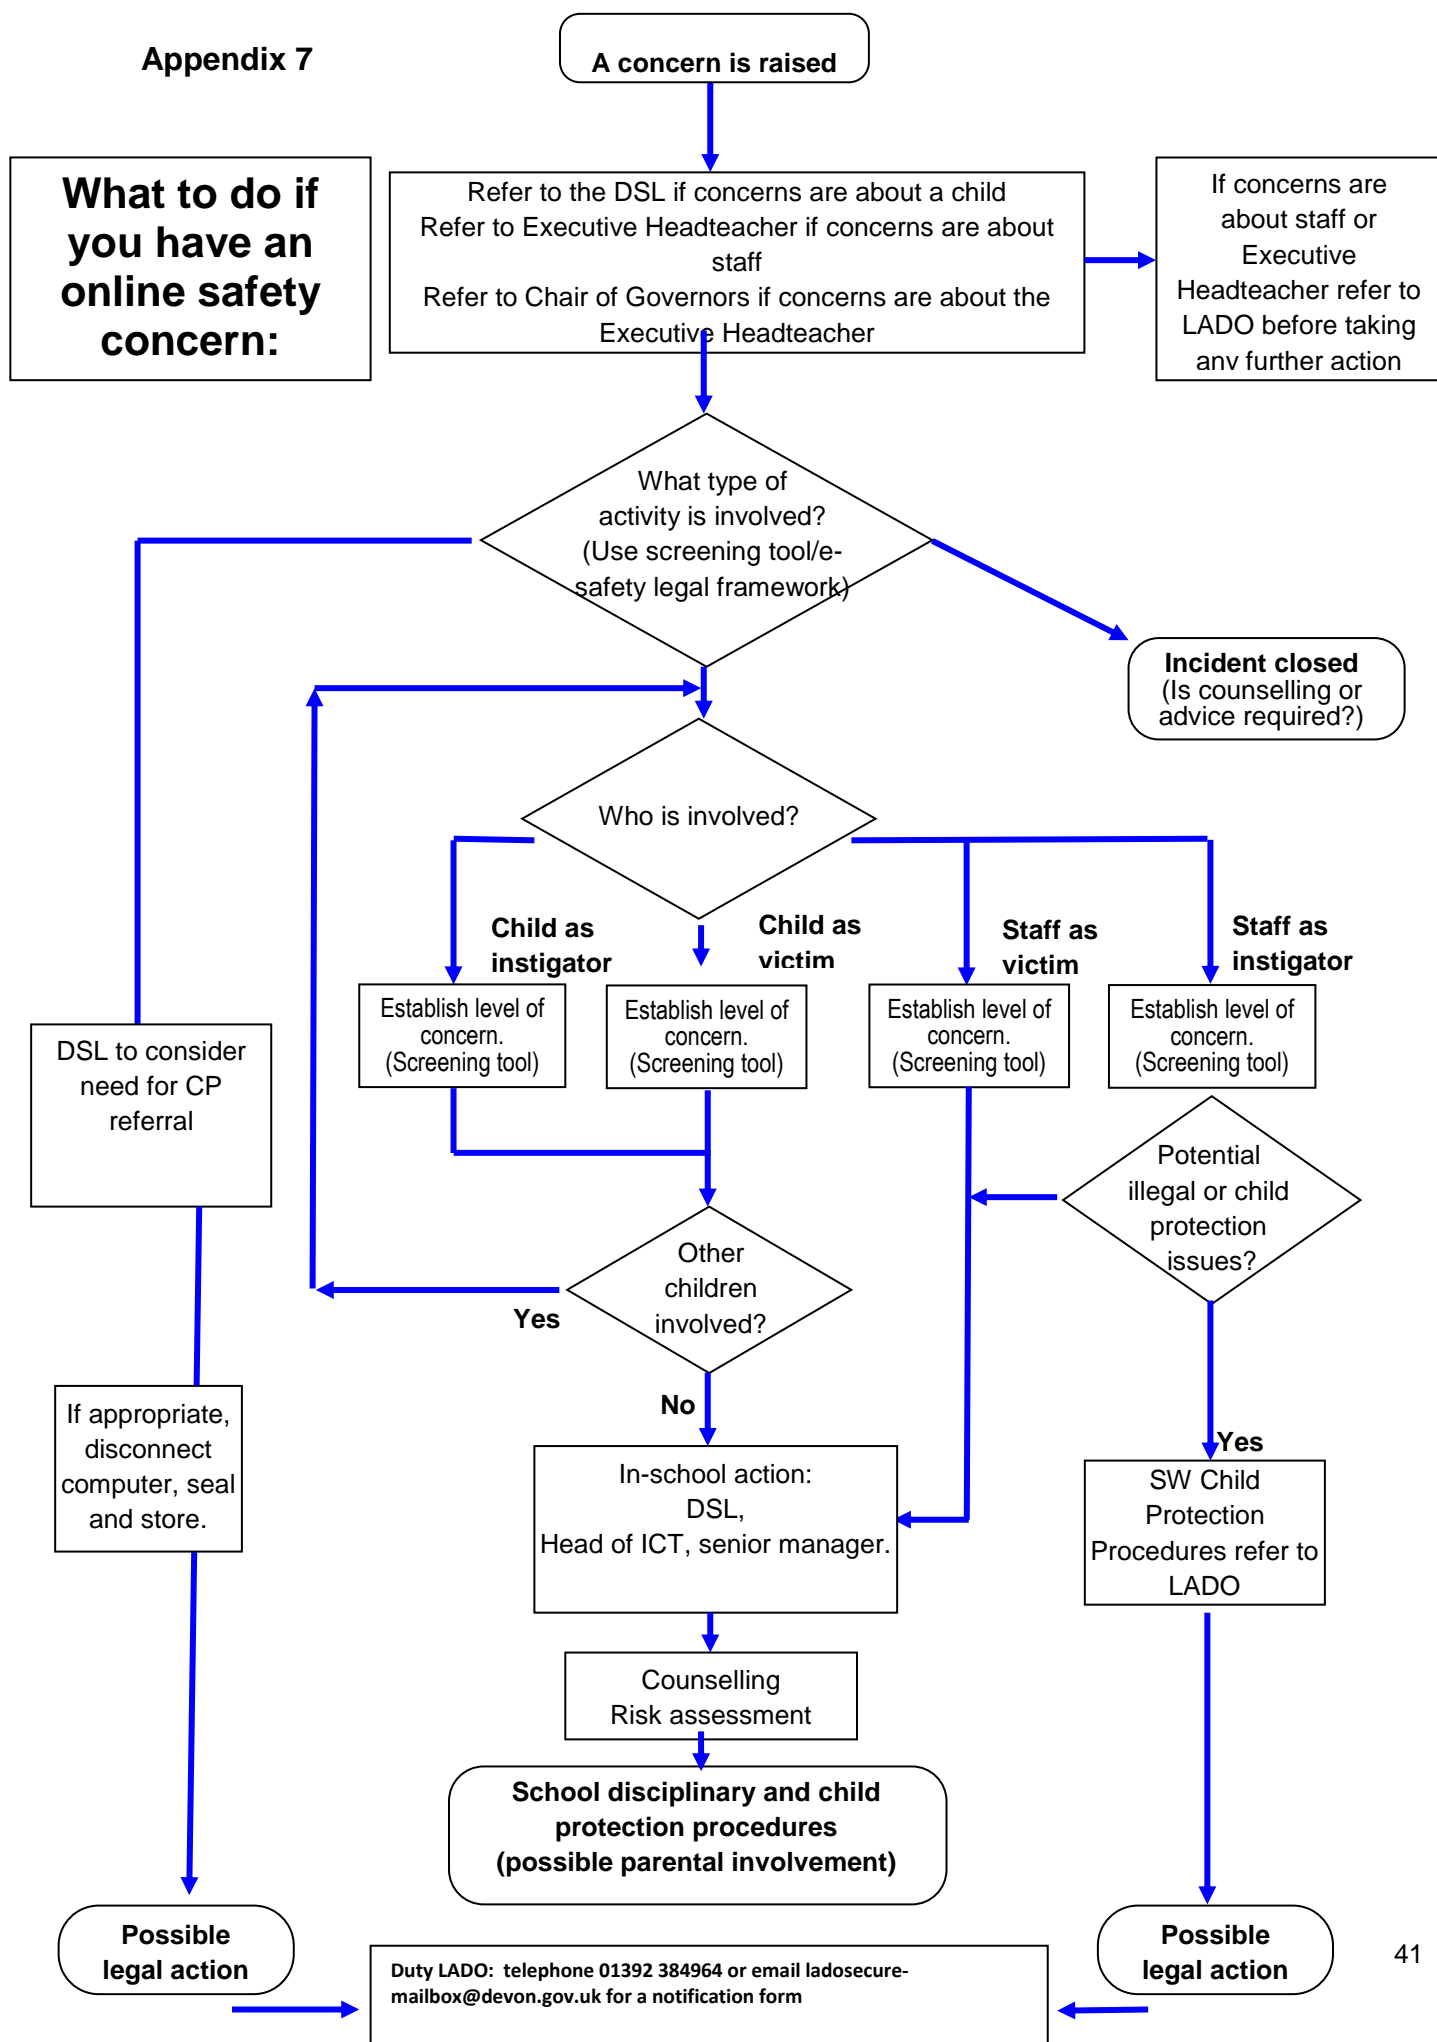 Appendix 7
A concern is raised
What to do if
you have an
online safety
concern:
Refer to the DSL if concerns are about a child
Refer to Executive Headteacher if concerns are about
staff
Refer to Chair of Governors if concerns are about the
Executive Headteacher
If concerns are
about staff or
Executive
Headteacher refer to
LADO before taking
any further action
What type of
activity is involved?
(Use screening tool/e-
safety legal framework)
Incident closed
(Is counselling or
advice required?)
Who is involved?
Child as
instigator
Child as
victim
Staff as
victim
Staff as
instigator
Establish level of
concern.
(Screening tool)
Establish level of
concern.
(Screening tool)
Establish level of
concern.
(Screening tool)
Establish level of
concern.
(Screening tool)
DSL to consider
need for CP
referral
Potential
illegal or child
protection
issues?
Other
children
involved?
Yes
No
Yes
If appropriate,
disconnect
computer, seal
and store.
In-school action:
DSL,
Head of ICT, senior manager.
SW Child
Protection
Procedures refer to
LADO
Counselling
Risk assessment
School disciplinary and child
protection procedures
(possible parental involvement)
Possible
legal action
Possible
legal action
Duty LADO: telephone 01392 384964 or email ladosecure-
mailbox@devon.gov.uk for a notification form
41